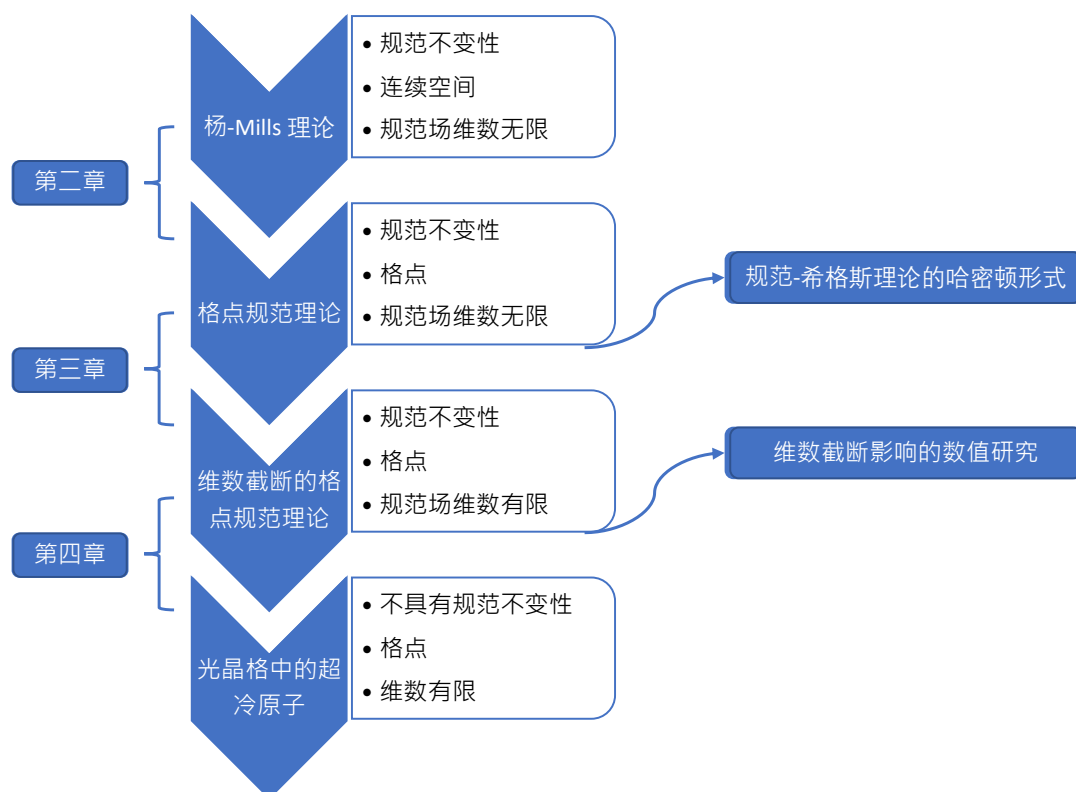 • 规范不变性
• 连续空间
• 规范场维数无限
杨-Mills 理论
第二章
• 规范不变性
• 格点
• 规范场维数无限
格点规范理论
规范-希格斯理论的哈密顿形式
第三章
• 规范不变性
• 格点
• 规范场维数有限
维数截断的格
点规范理论
维数截断影响的数值研究
第四章
• 不具有规范不变性
• 格点
• 维数有限
光晶格中的超
冷原子